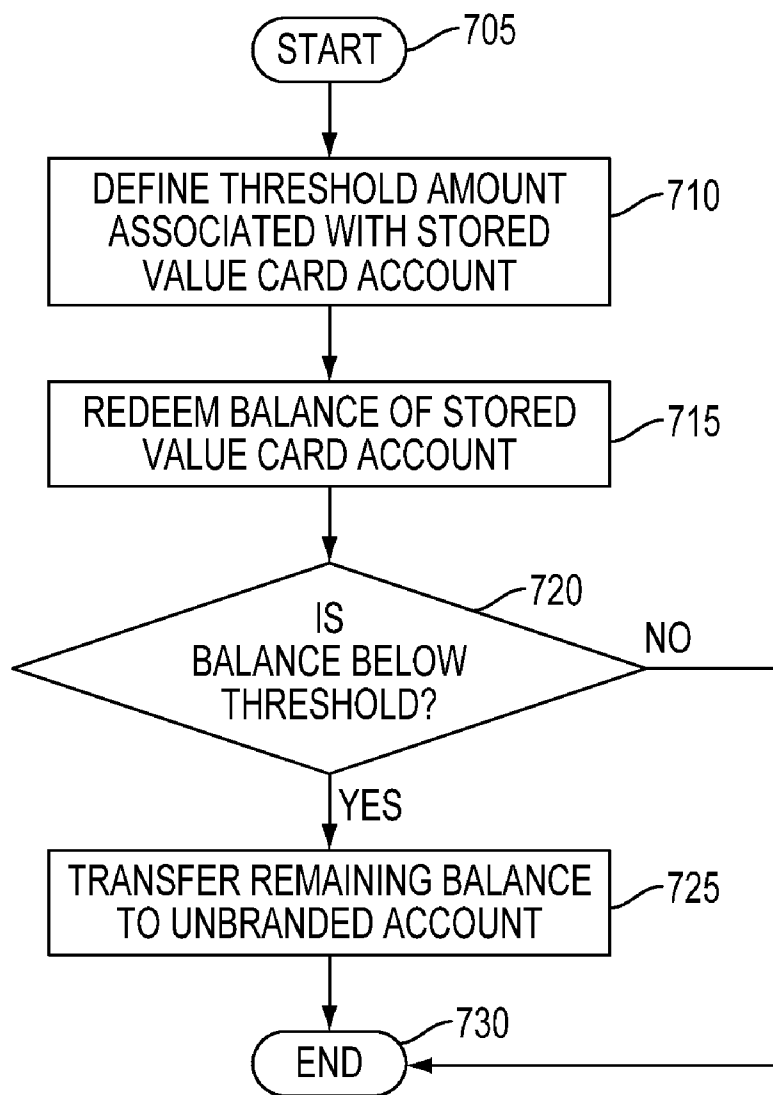 START
705
DEFINE THRESHOLD AMOUNT
ASSOCIATED WITH STORED
VALUE CARD ACCOUNT
710
REDEEM BALANCE OF STORED
VALUE CARD ACCOUNT
715
720
IS
BALANCE BELOW
THRESHOLD?
NO
YES
TRANSFER REMAINING BALANCE
TO UNBRANDED ACCOUNT
725
730
END